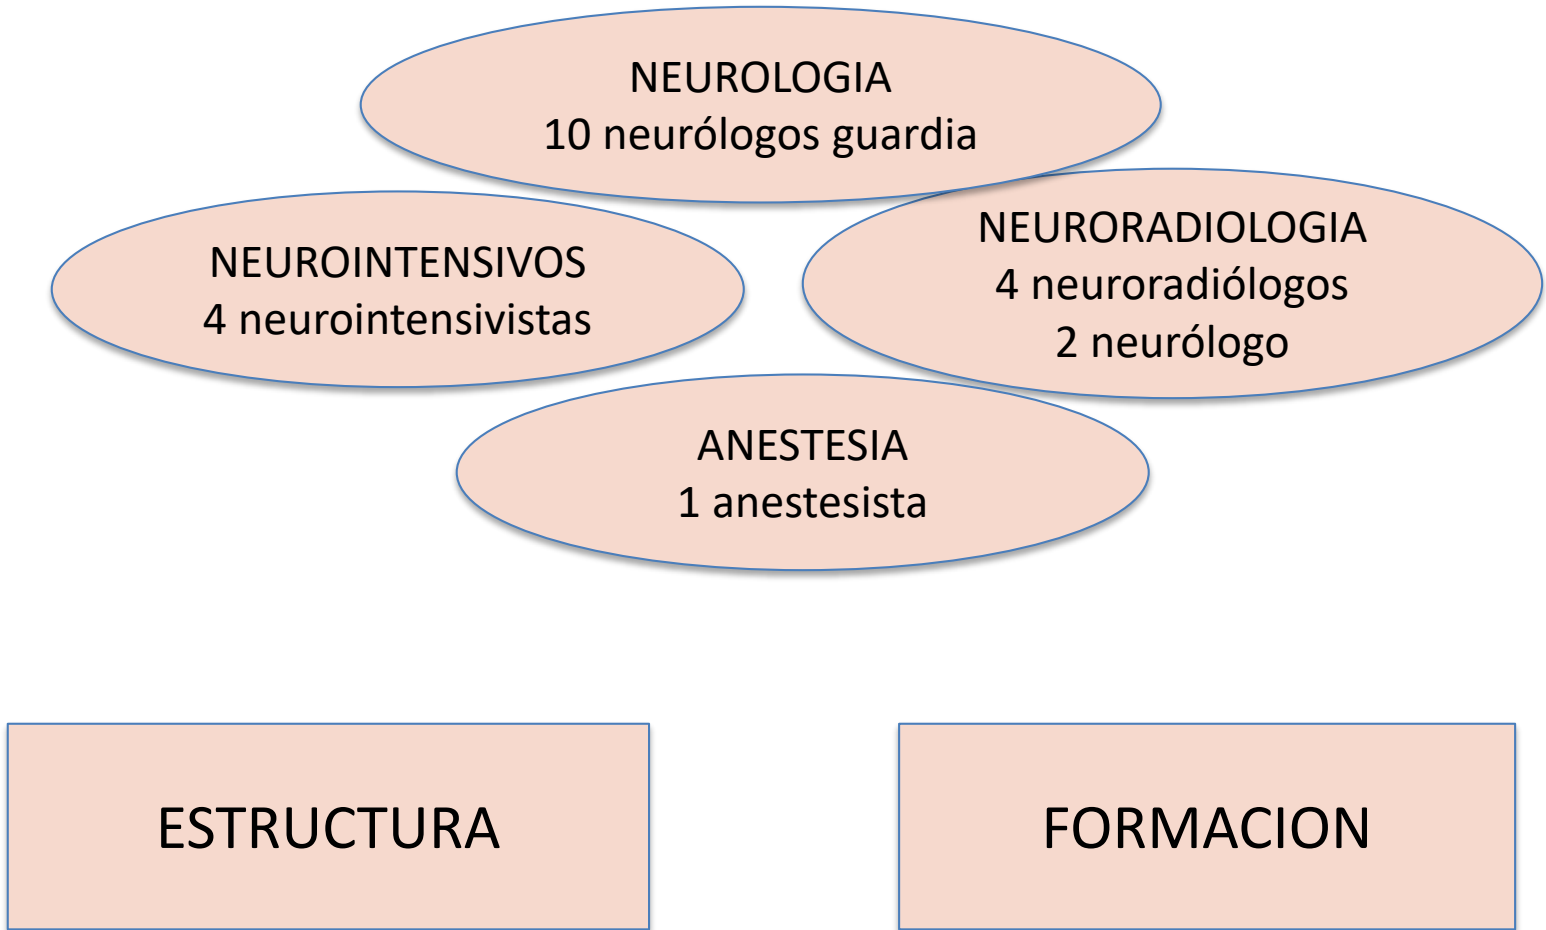 NEUROLOGIA
10 neurólogos guardia
NEUROINTENSIVOS
4 neurointensivistas
NEURORADIOLOGIA
4 neuroradiólogos
2 neurólogo
ANESTESIA
1 anestesista
ESTRUCTURA
FORMACION